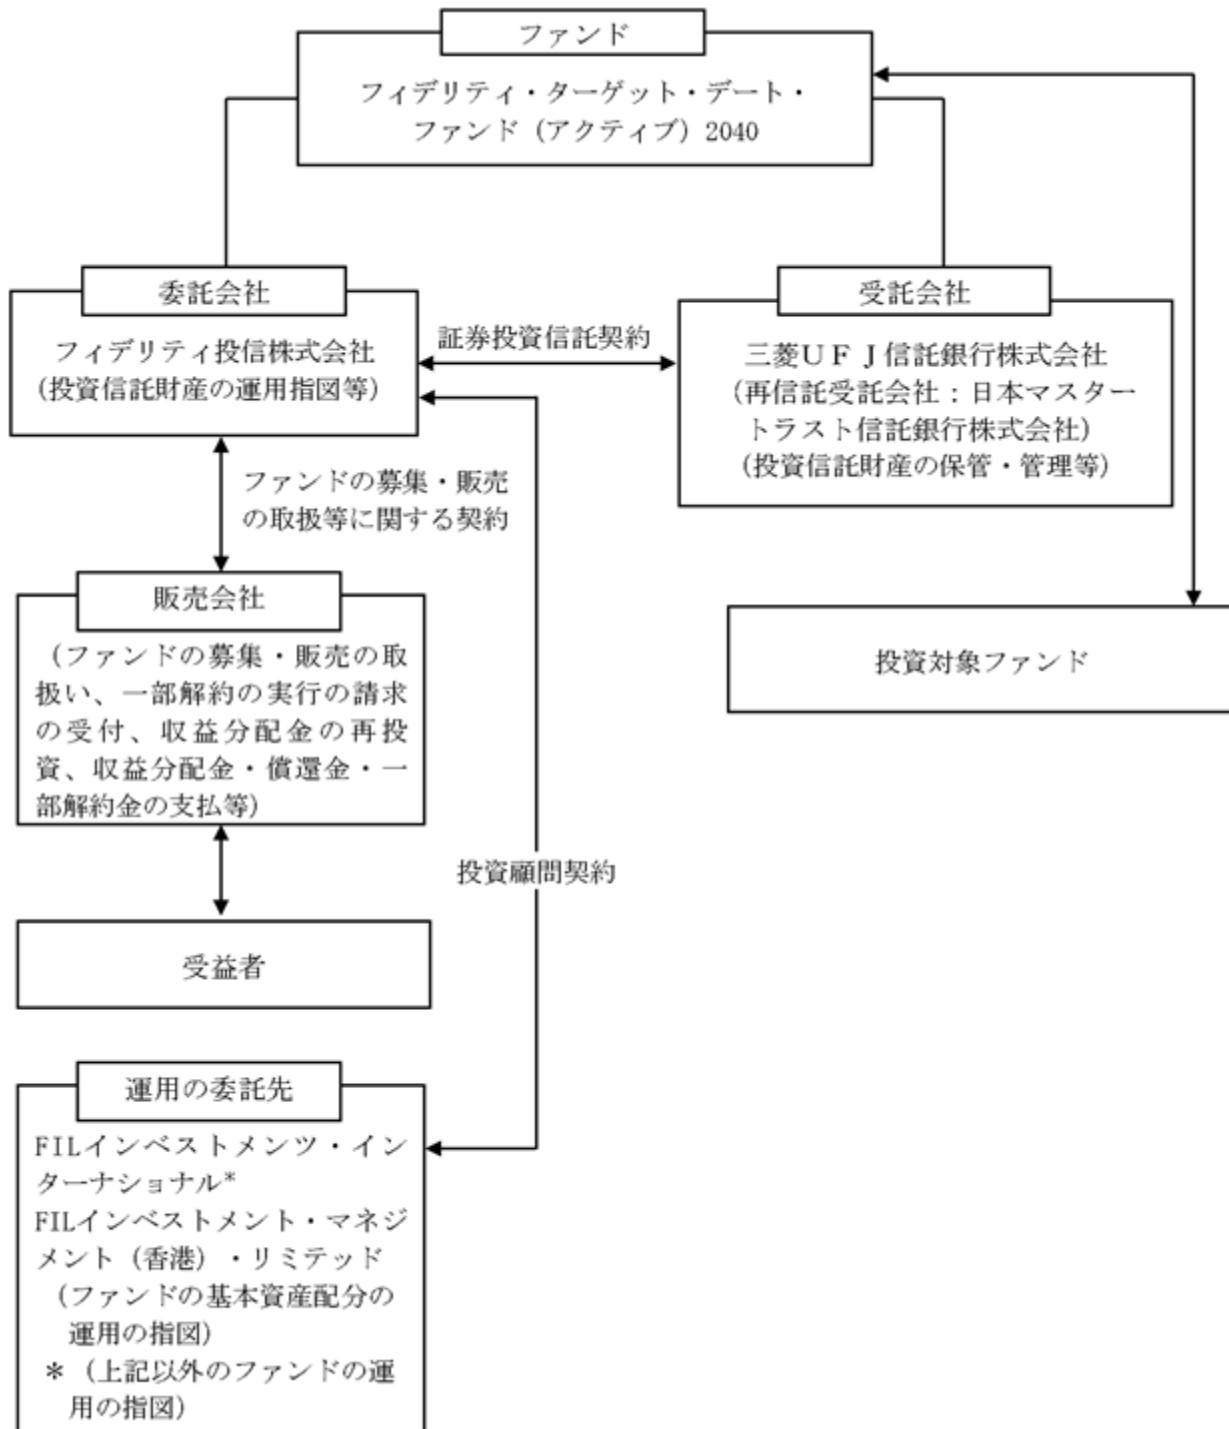 ファンド
フィデリティ・ターゲット・デート・
ファンド（アクティブ）2040
委託会社
フィデリティ投信株式会社
（投資信託財産の運用指図等）
証券投資信託契約
受託会社
三菱ＵＦＪ信託銀行株式会社
（再信託受託会社：日本マスター
トラスト信託銀行株式会社）
（投資信託財産の保管・管理等）
ファンドの募集・販売
の取扱等に関する契約
販売会社
（ファンドの募集・販売の取
扱い、一部解約の実行の請求
の受付、収益分配金の再投
資、収益分配金・償還金・一
部解約金の支払等）
投資対象ファンド
投資顧問契約
受益者
運用の委託先
FILインベストメンツ・イン
ターナショナル*
FILインベストメント・マネジ
メント（香港）・リミテッド
（ファンドの基本資産配分の
運用の指図）
＊（上記以外のファンドの運
用の指図）